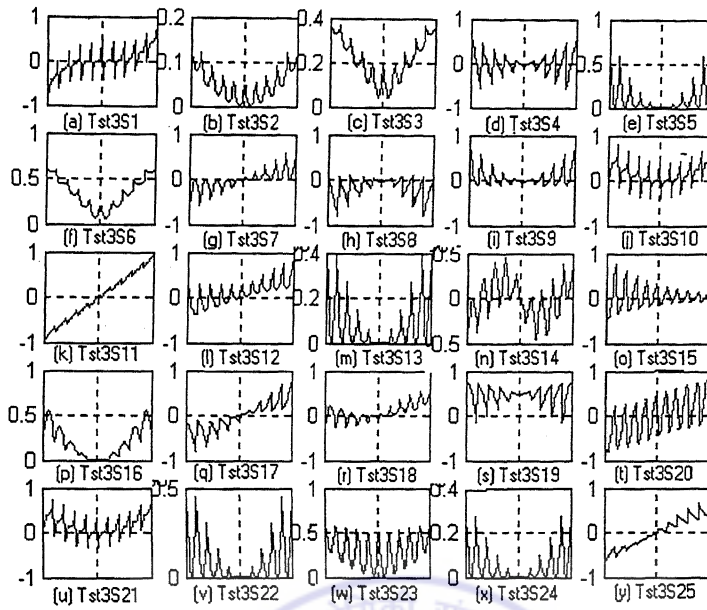 1 0.2 0.4 1 1
0 0.1 0.2 0 0.5
-1 0 0 -1 0
(a) Tst3S1 (b) Tst3S2 (c) Tst3S3 (d) Tst3S4 (e) Tst3S5
1 1 1 1 1
0.5 0 0 0 0
0 -1 -1 -1 -1
(f) Tst3S6 (g) Tst3S7 (h) Tst3S8 (i) Tst3S9 (j) Tst3S10
1 1 0.4 0.5 1
0 0 0.2 0 0
-1 -1 0 0.5 -1
(k) Tst3S11 (l) Tst3S12 (m) Tst3S13 (n) Tst3S14 (o) Tst3S15
1 1 1 1 1
0.5 0 0 0 0
0 -1 -1 -1 -1
(p) Tst3S16 (q) Tst3S17 (r) Tst3S18 (s) Tst3S19 (t) Tst3S20
1 0.5 1 0.4 1
0 0.5 0.2 0
-1 0 0 0 -1
(u) Tst3S21 (v) Tst3S22 (w) Tst3S23 (x) Tst3S24 (y) Tst3S25